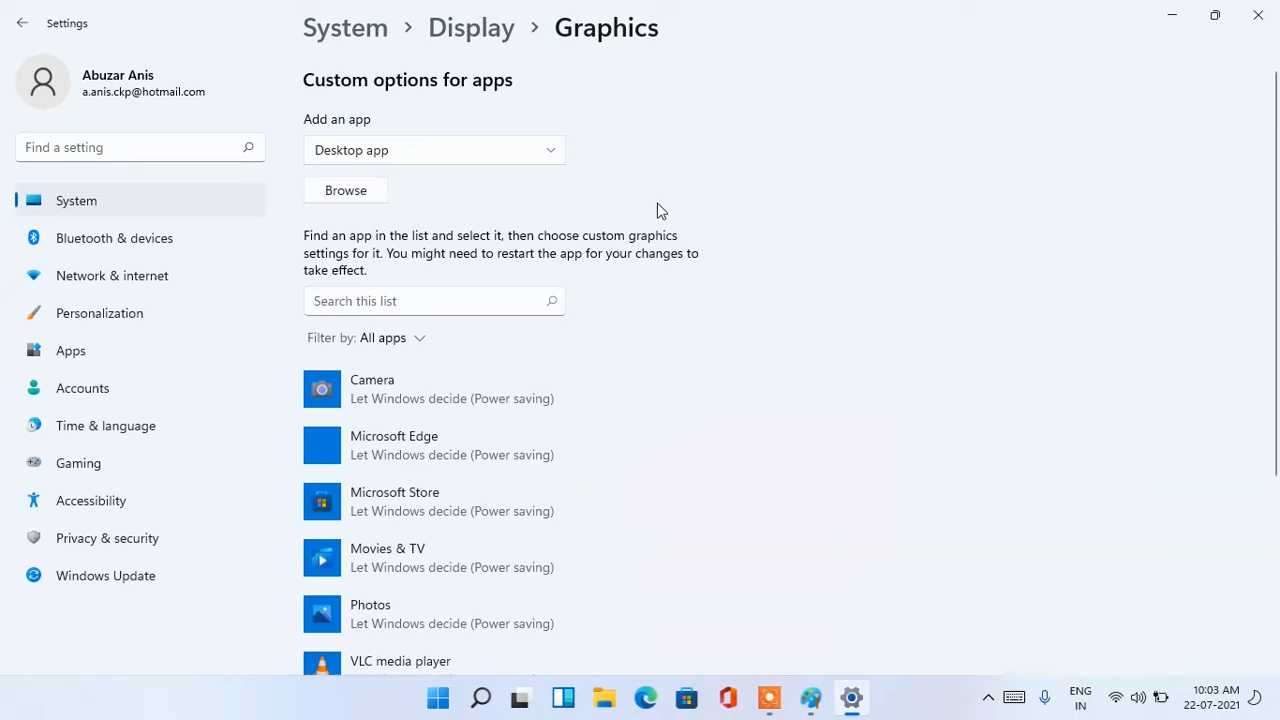 Settings
Abuzar Anis
a.anis.ckp@hotmail.com
Find a setting
System
Bluetooth & devices
Network & internet
Personalization
Apps
Accounts
Time & language
Gaming
Accessibility
Privacy & security
Windows Update
System > Display > Graphics
Custom options for apps
Add an app
Desktop app
Browse
Find an app in the list and select it, then choose custom graphics
settings for it. You might need to restart the app for your changes to
take effect.
Search this list
Filter by: All apps
Camera
Let Windows decide (Power saving)
Microsoft Edge
Let Windows decide (Power saving)
Microsoft Store
Let Windows decide (Power saving)
Movies & TV
Let Windows decide (Power saving)
Photos
Let Windows decide (Power saving)
VLC media player
ENG
IN
10:03 AM
22-07-2021